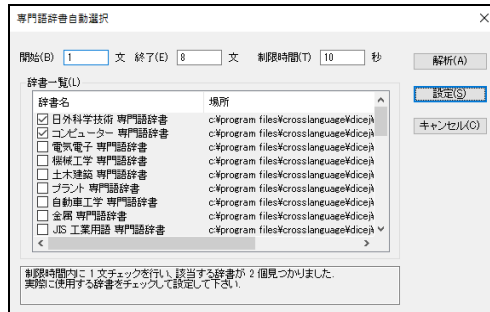 専門語辞書自動選択
開始(B) 1 文 終了(E) 8 文 制限時間(T) 10 秒
解析(A)
辞書一覧(L)
設定(S)
辞書名 場所
キャンセル(C)
日外科学技術 専門語辞書 c:¥program files¥crosslanguage¥dicejk
コンピューター 専門語辞書 c:¥program files¥crosslanguage¥dicejk
電気電子 専門語辞書 c:¥program files¥crosslanguage¥dicejk
機械工学 専門語辞書 c:¥program files¥crosslanguage¥dicejk
土木建築 専門語辞書 c:¥program files¥crosslanguage¥dicejk
プラント 専門語辞書 c:¥program files¥crosslanguage¥dicejk
自動車工学 専門語辞書 c:¥program files¥crosslanguage¥dicejk
金属 専門語辞書 c:¥program files¥crosslanguage¥dicejk
JIS 工業用語 専門語辞書 c:¥program files¥crosslanguage¥dicejk
制限時間内に 1 文チェックを行い、該当する辞書が 2 個見つかりました.
実際に使用する辞書をチェックして設定して下さい.